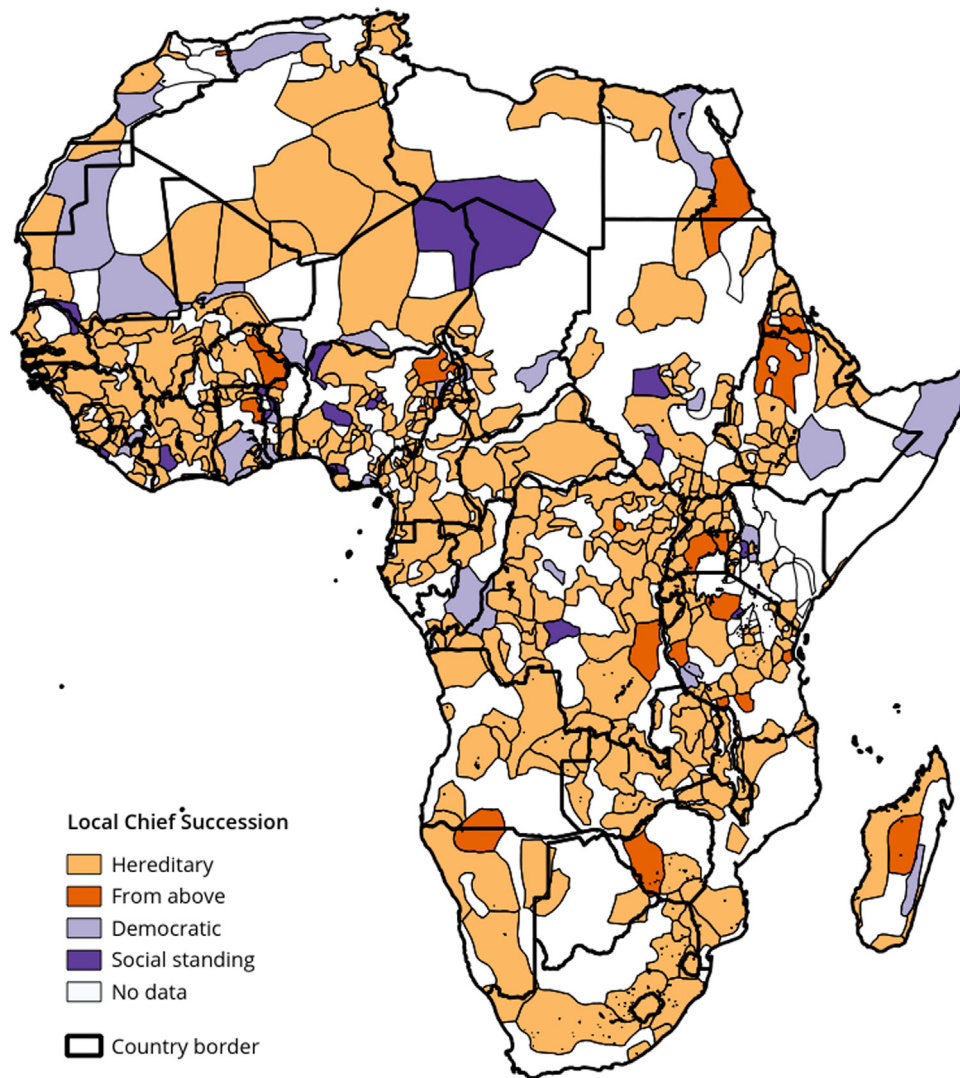 Local Chief Succession
Hereditary
From above
Democratic
Social standing
No data
Country border